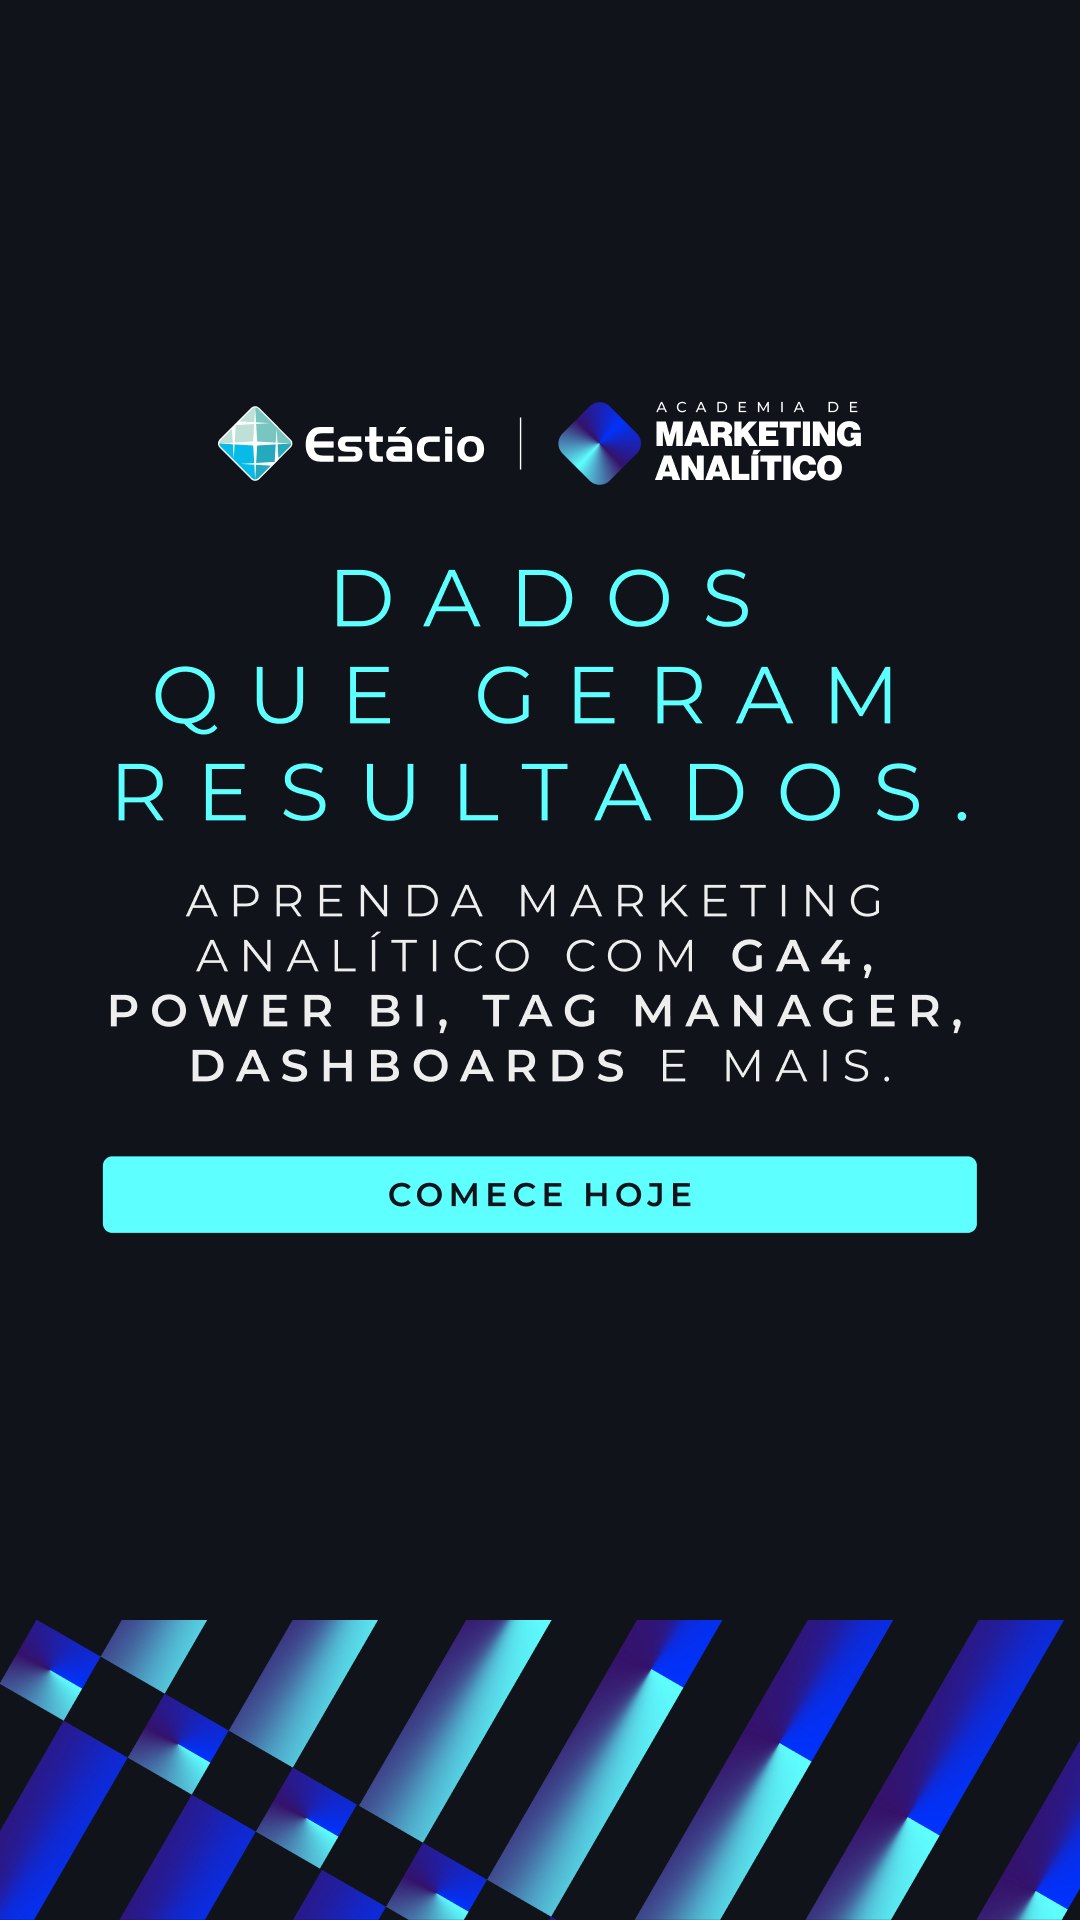 Estácio
ACADEMIA DE
MARKETING
ANALÍTICO
DADOS
QUE GERAM
RESULTADOS.
APRENDA MARKETING
ANALÍTICO COM GA4,
POWER BI, TAG MANAGER,
DASHBOARDS E MAIS.
COMECE HOJE